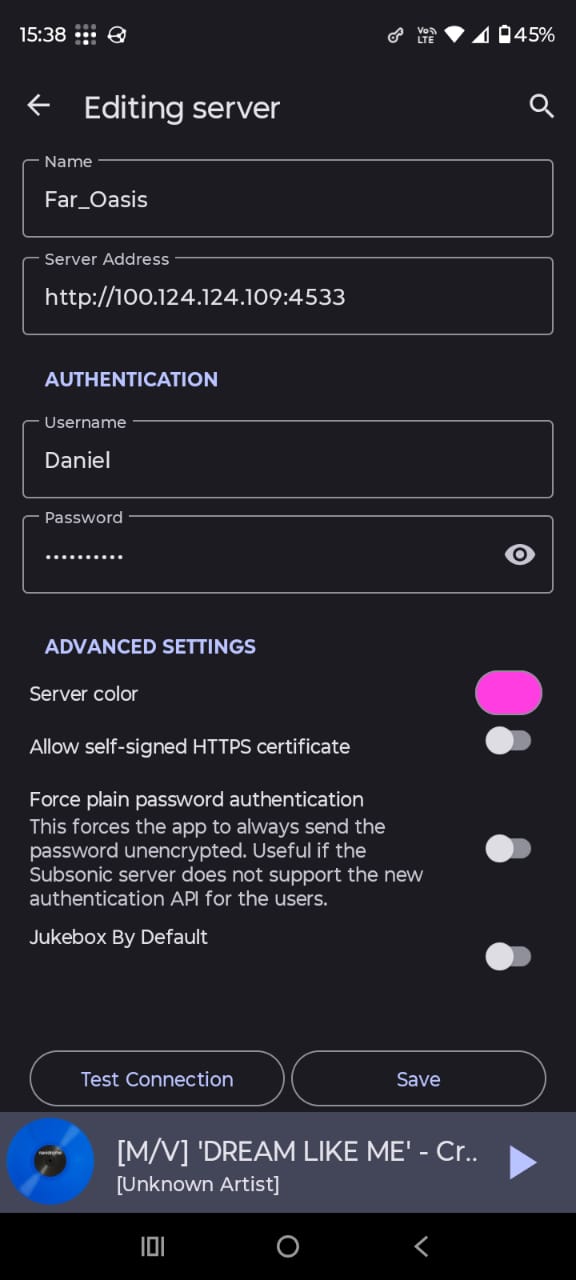 15:38
Vo LTE
45%
Editing server
Name
Far_Oasis
Server Address
http://100.124.124.109:4533
AUTHENTICATION
Username
Daniel
Password
••••••••••
ADVANCED SETTINGS
Server color
Allow self-signed HTTPS certificate
Force plain password authentication
This forces the app to always send the
password unencrypted. Useful if the
Subsonic server does not support the new
authentication API for the users.
Jukebox By Default
Test Connection
Save
[M/V] 'DREAM LIKE ME' - Cr..
[Unknown Artist]